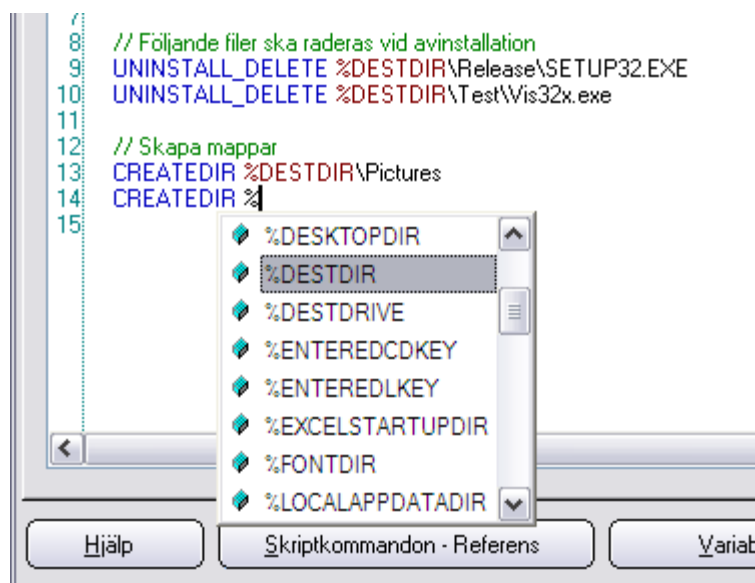 7
8 // Följande filer ska raderas vid avinstallation
9 UNINSTALL_DELETE %DESTDIR\Release\SETUP32.EXE
10 UNINSTALL_DELETE %DESTDIR\Test\Vis32x.exe
11
12 // Skapa mappar
13 CREATEDIR %DESTDIR\Pictures
14 CREATEDIR %
15
%DESKTOPDIR
%DESTDIR
%DESTDRIVE
%ENTEREDCDKEY
%ENTEREDLKEY
%EXCELSTARTUPDIR
%FONTDIR
%LOCALAPPDATADIR
Hjälp
Skriptkommandon - Referens
Variab